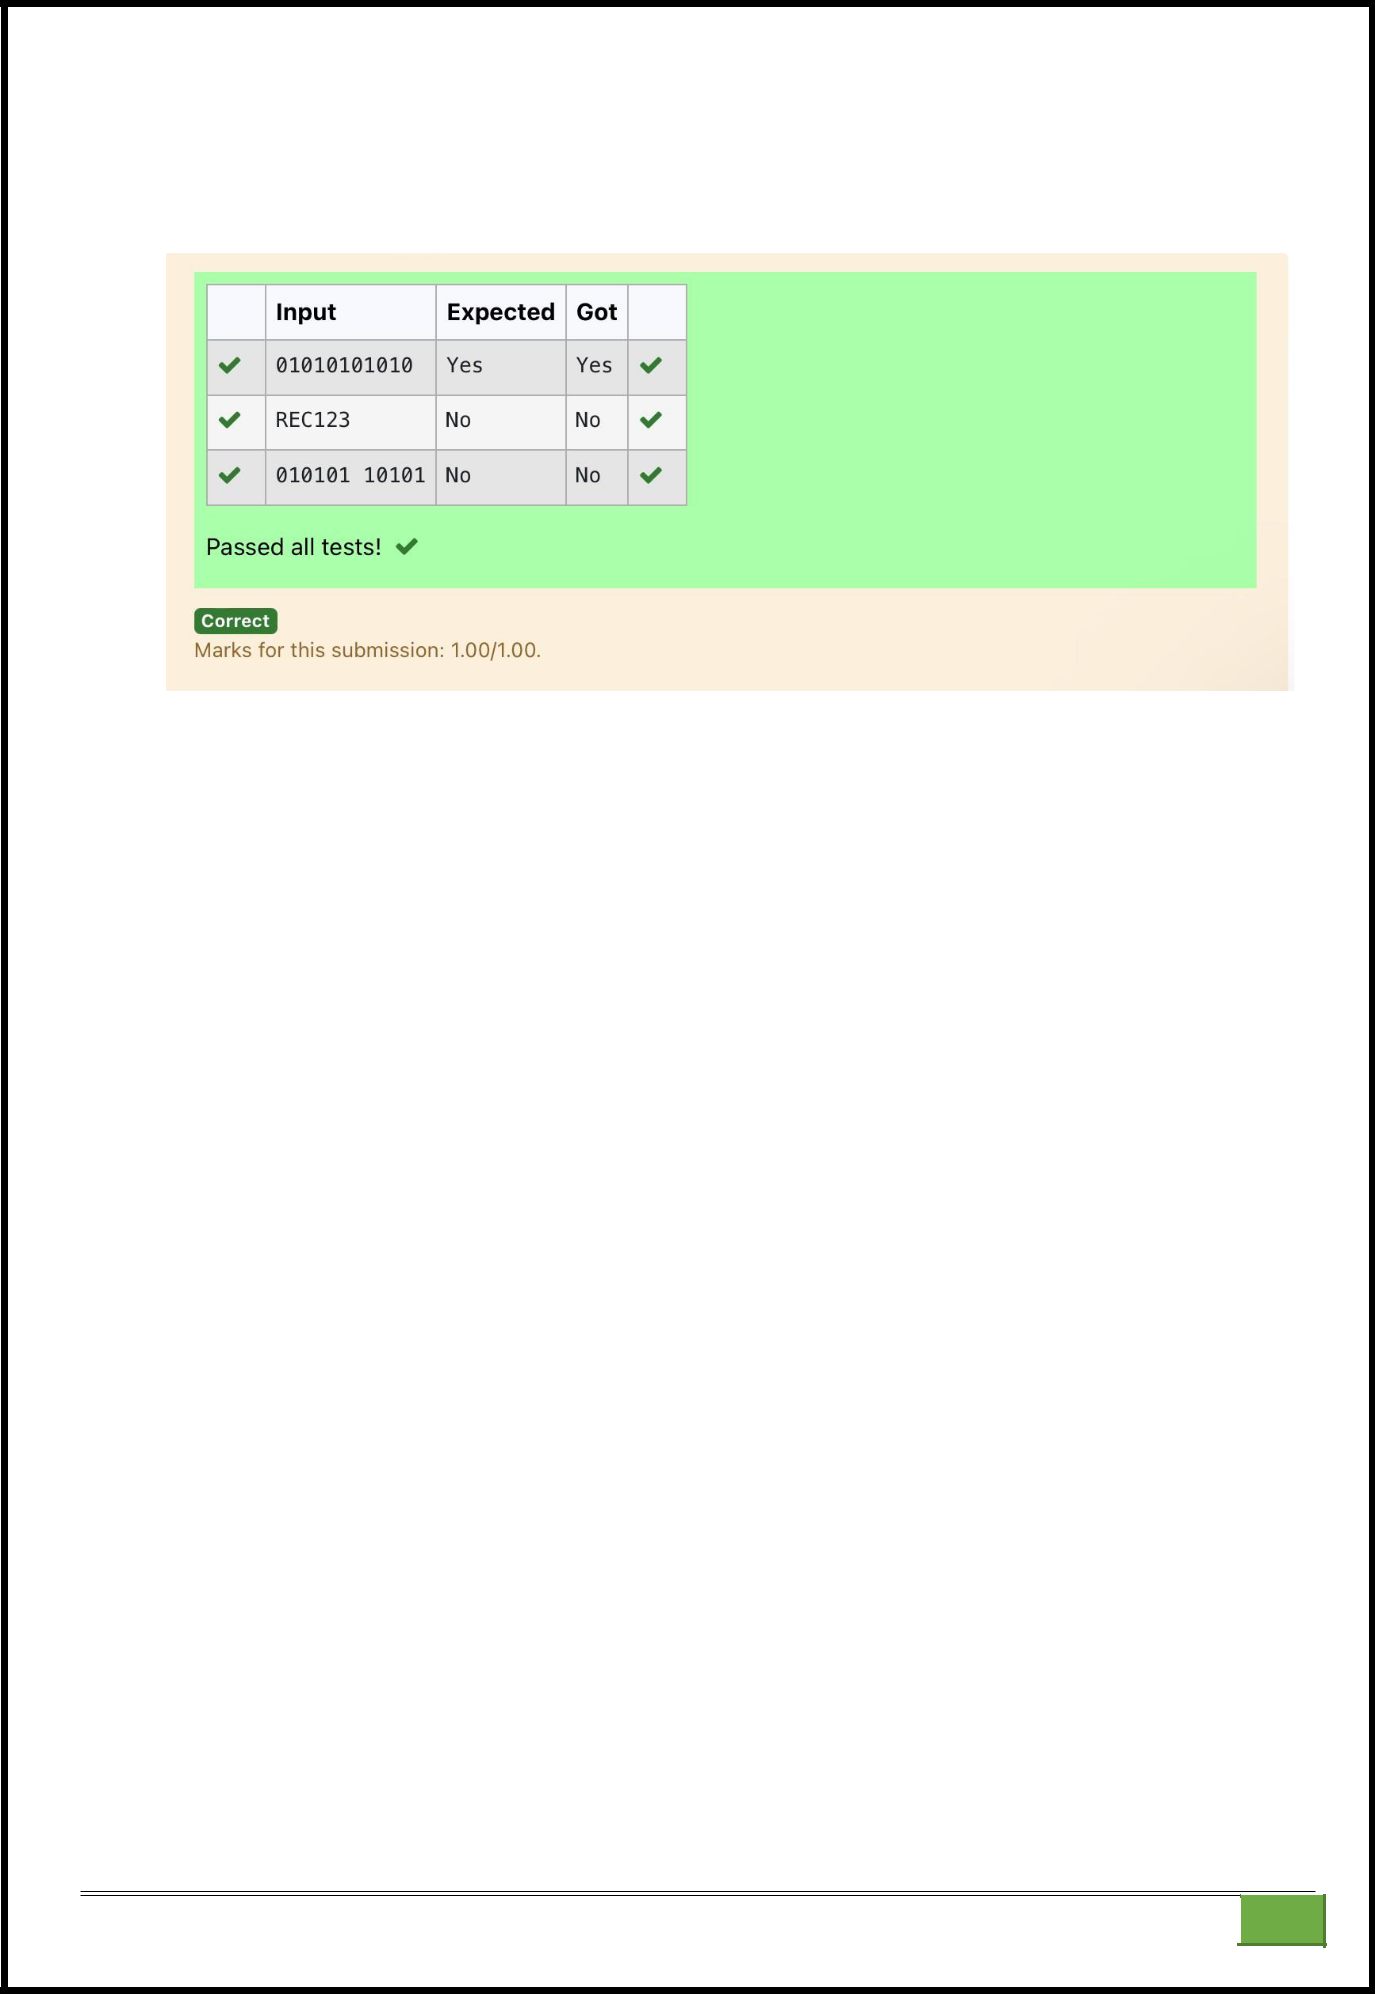 Input Expected Got
01010101010 Yes Yes
REC123 No No
010101 10101 No No
Passed all tests!
Correct
Marks for this submission: 1.00/1.00.